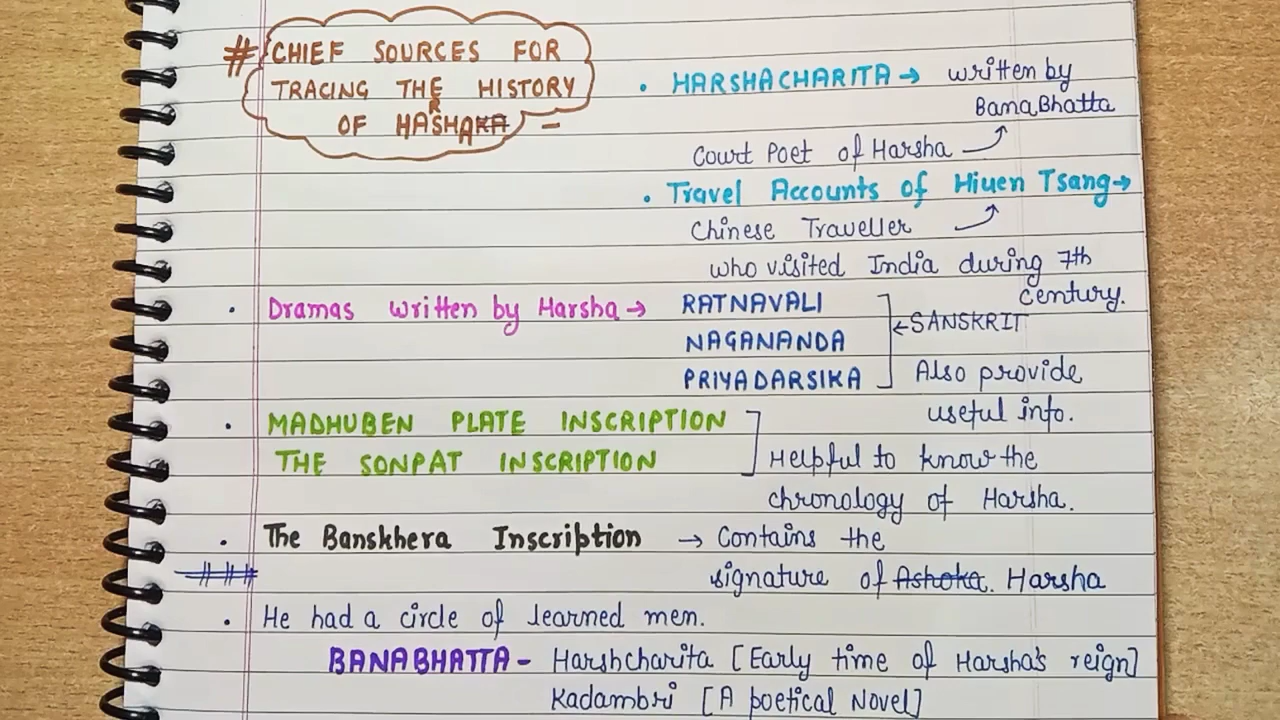 # CHIEF SOURCES FOR
TRACING THE HISTORY
OF HARSHAKA -
• HARSHACHARITA → written by
Bana Bhatta
Court Poet of Harsha
• Travel Accounts of Hiuen Tsang →
Chinese Traveller
who visited India during 7th
century.
• Dramas written by Harsha → RATNAVALI
NAGANANDA
PRIYADARSIKA
← SANSKRIT
Also provide
useful info.
• MADHUBEN PLATE INSCRIPTION
THE SONPAT INSCRIPTION
Helpful to know the
chronology of Harsha.
• The Banskhera Inscription → Contains the
signature of Ashoka. Harsha
• He had a circle of learned men.
BANABHATTA - Harshcharita [Early time of Harsha's reign]
Kadambri [A poetical Novel]